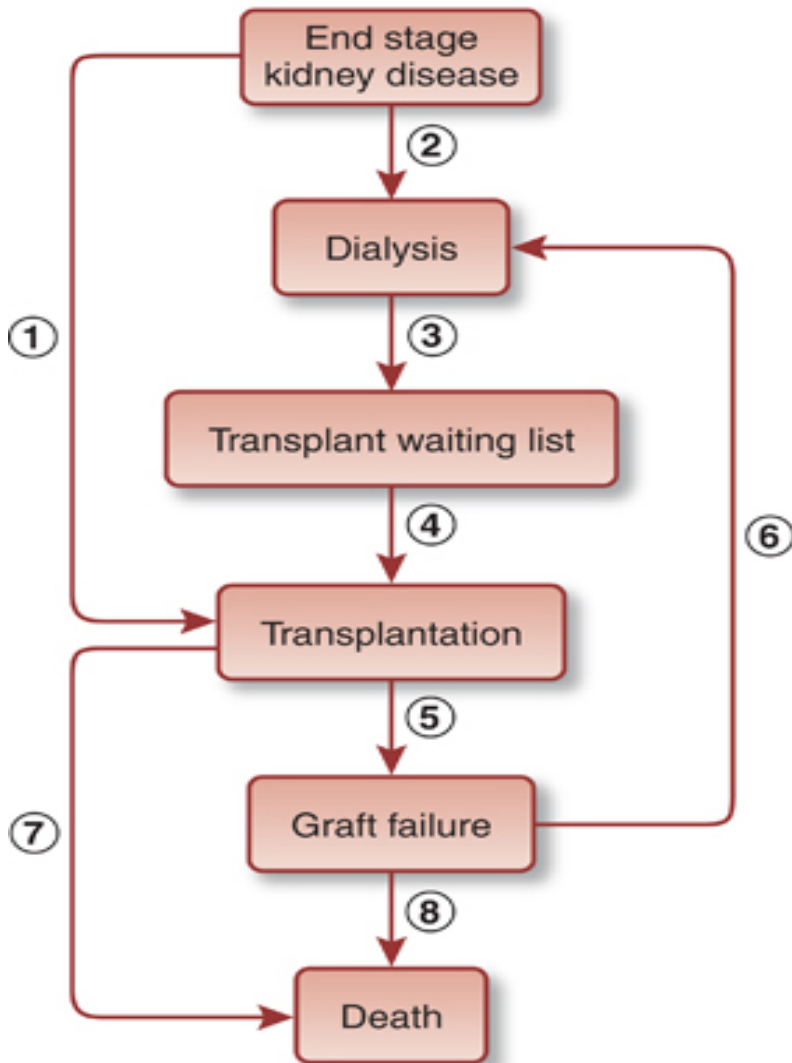 End stage
kidney disease
2
Dialysis
1
3
Transplant waiting list
4
6
Transplantation
5
Graft failure
7
8
Death